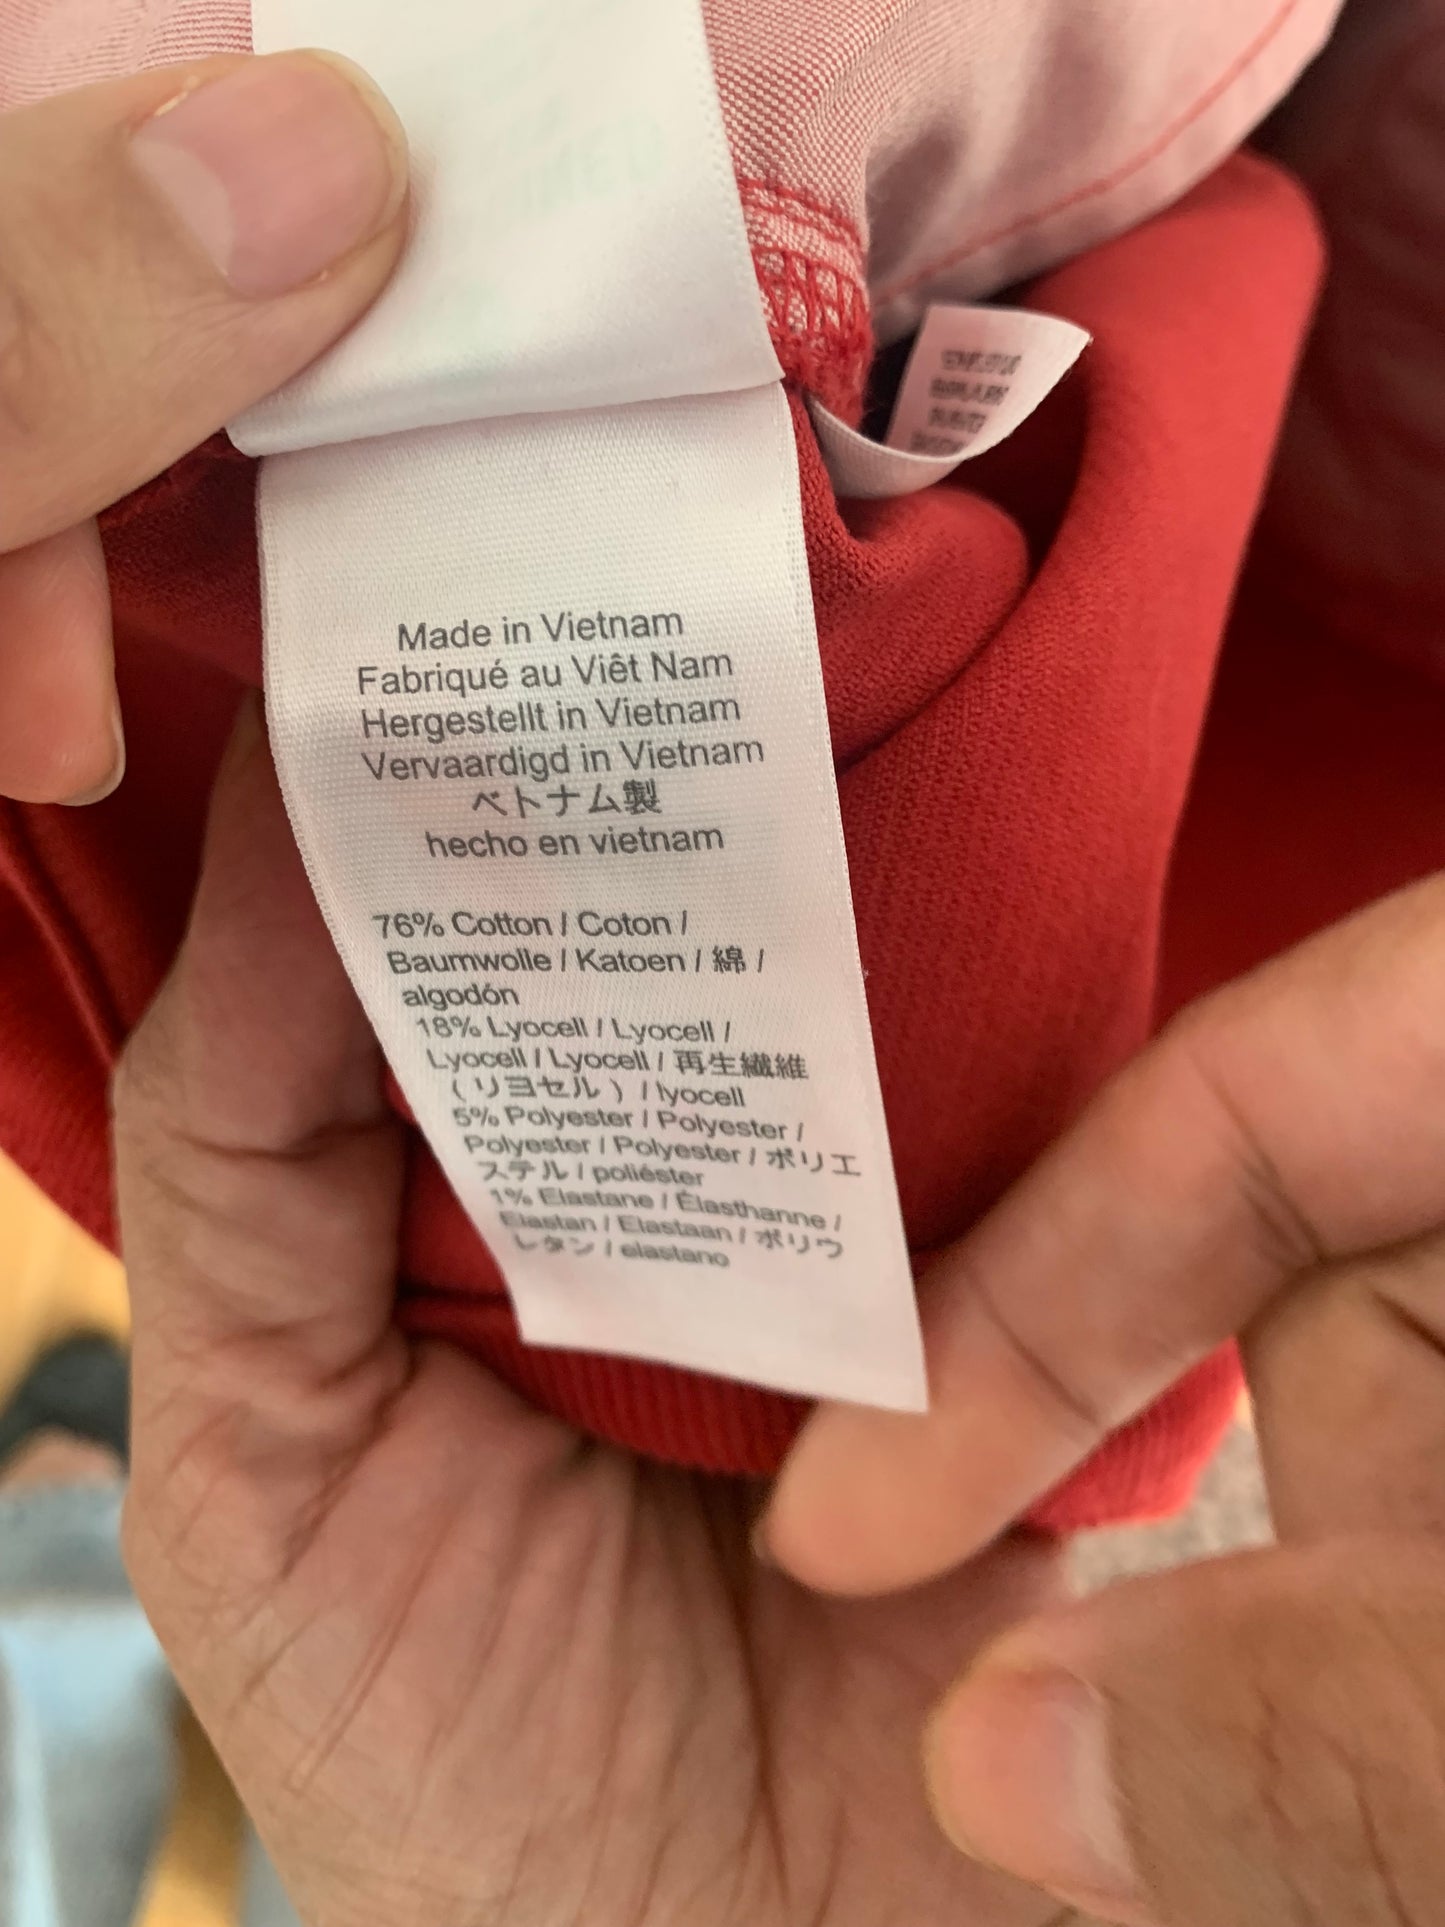 Made in Vietnam
Fabriqué au Viêt Nam
Hergestellt in Vietnam
Vervaardigd in Vietnam
ベトナム製
hecho en vietnam
76% Cotton / Coton /
Baumwolle / Katoen / 綿 /
algodón
18% Lyocell / Lyocell /
Lyocell / Lyocell / 再生繊維
(リヨセル) / lyocell
5% Polyester / Polyester /
Polyester / Polyester / ポリエ
ステル / poliéster
1% Elastane / Élasthanne /
Elastan / Elastaan / ポリウ
レタン / elastano